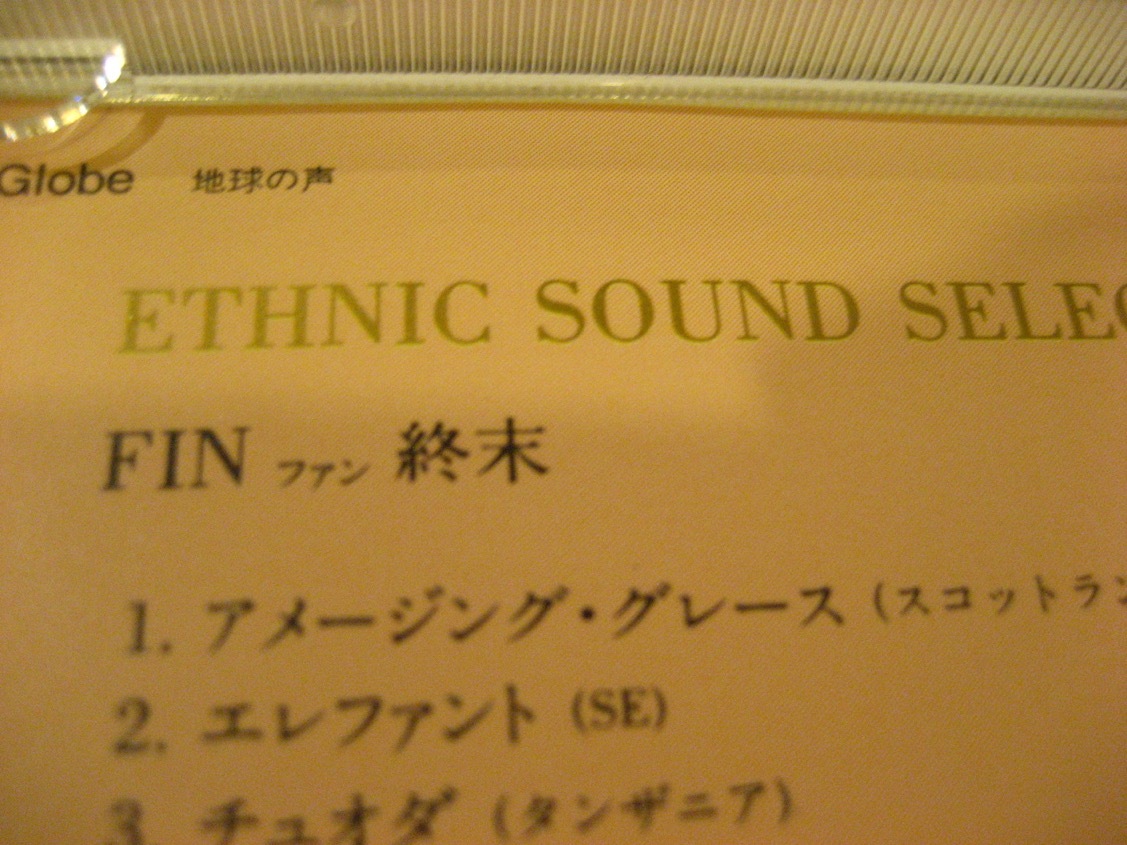 Globe 地球の声
ETHNIC SOUND SELEC
FIN ファン 終末
1. アメージング・グレース (スコットラン
2. エレファント (SE)
3. チュオダ (タンザニア)